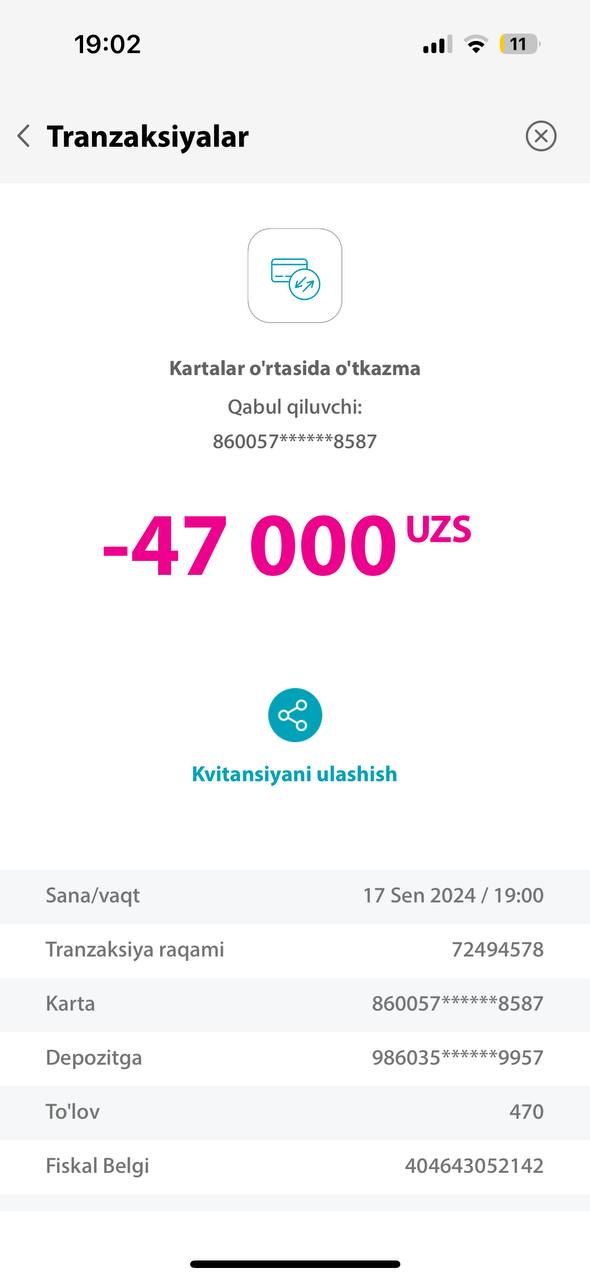 19:02
11
Tranzaksiyalar
Kartalar o'rtasida o'tkazma
Qabul qiluvchi:
860057******8587
-47 000 UZS
Kvitansiyani ulashish
Sana/vaqt 17 Sen 2024 / 19:00
Tranzaksiya raqami 72494578
Karta 860057******8587
Depozitga 986035******9957
To'lov 470
Fiskal Belgi 404643052142